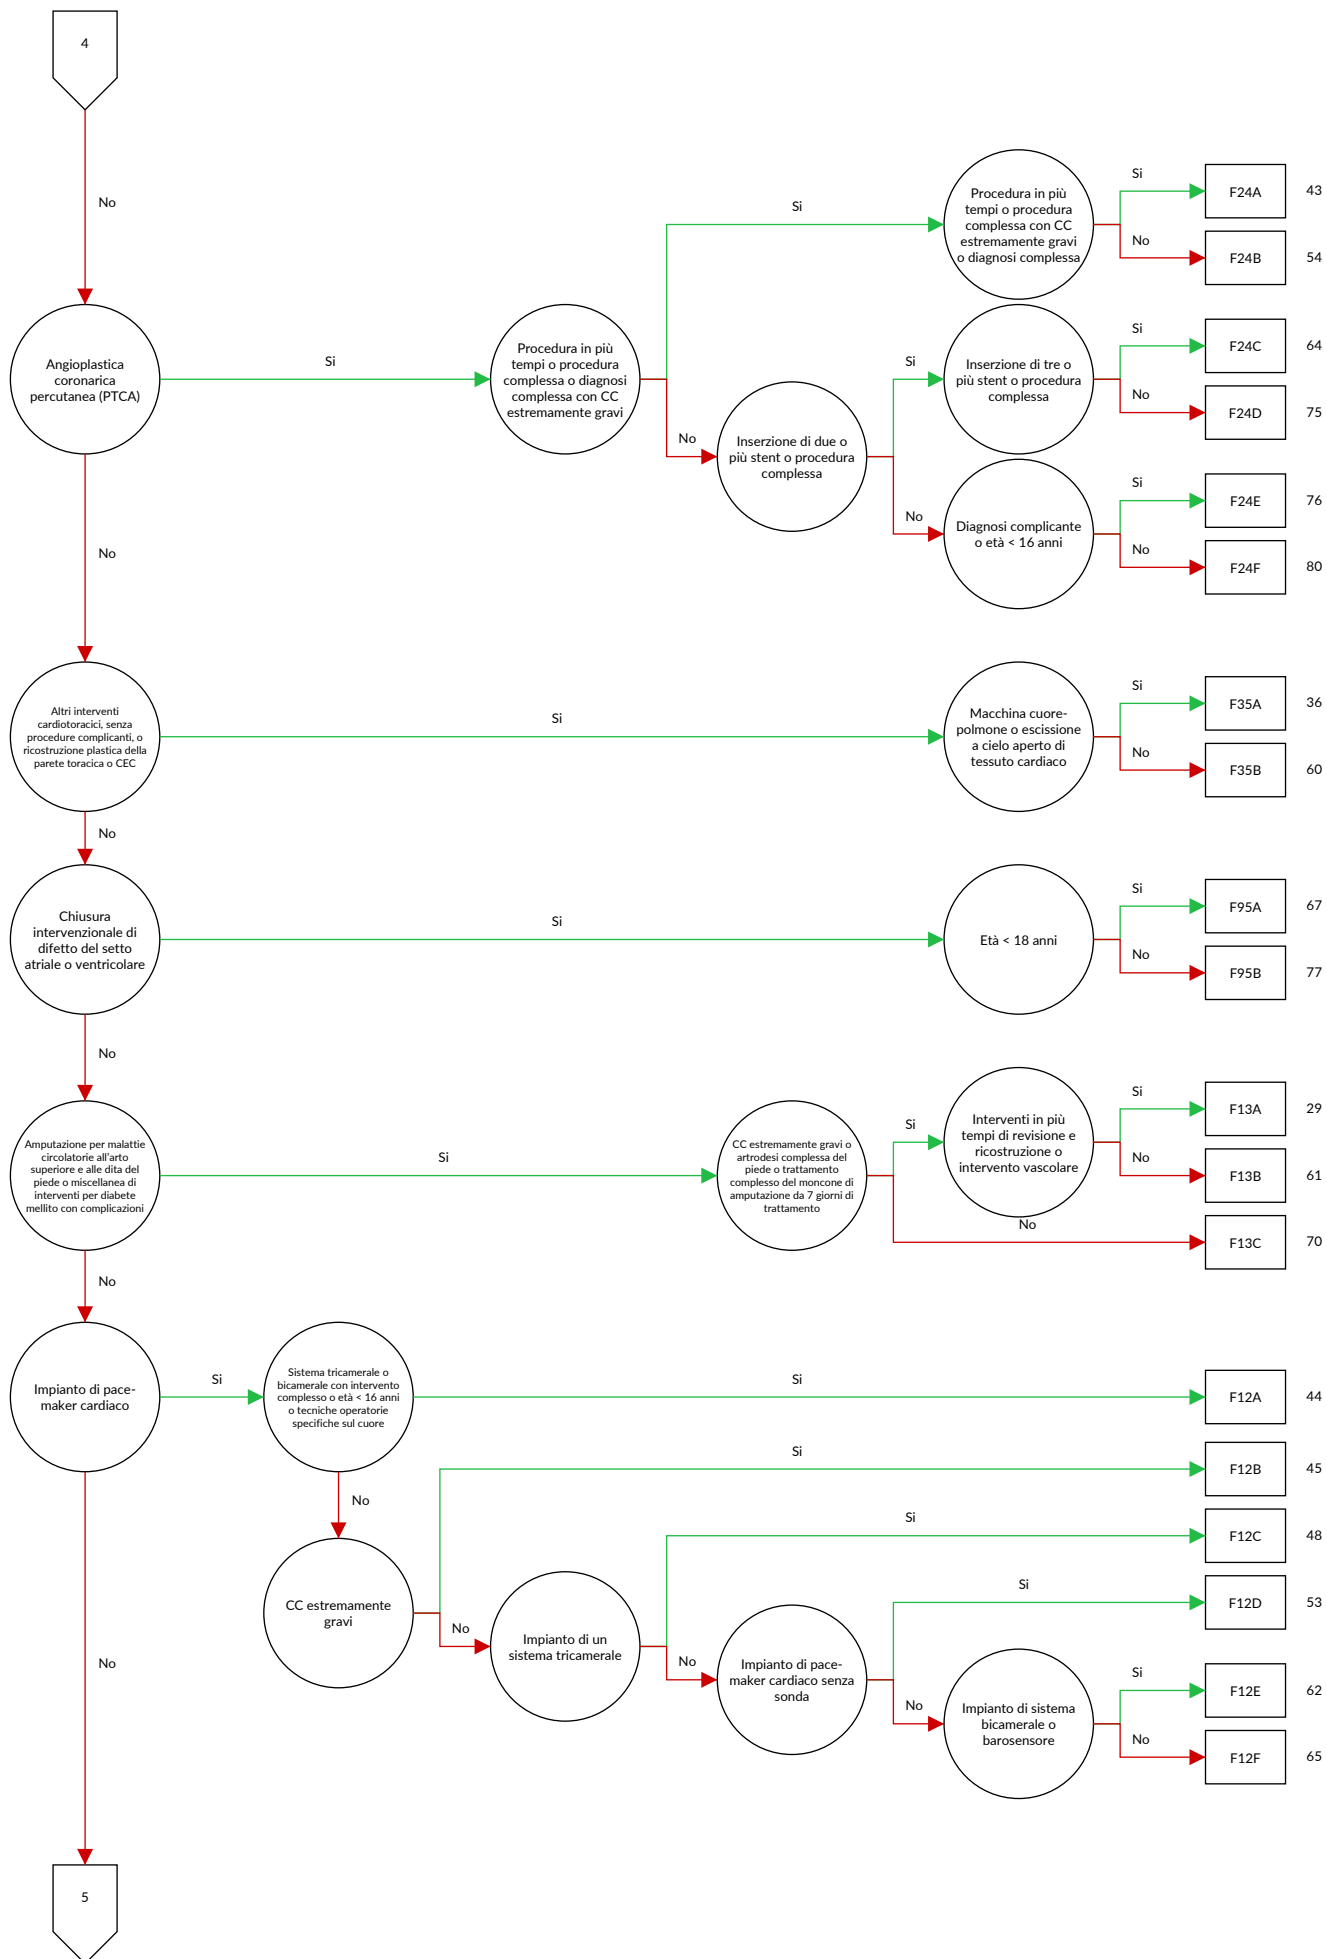 4
No
Angioplastica
coronarica
percutanea (PTCA)
Si
Procedura in più
tempi o procedura
complessa o diagnosi
complessa con CC
estremamente gravi
Si
Procedura in più
tempi o procedura
complessa con CC
estremamente gravi
o diagnosi complessa
Si
F24A
43
No
F24B
54
No
Inserzione di due o
più stent o procedura
complessa
Si
Inserzione di tre o
più stent o procedura
complessa
Si
F24C
64
No
F24D
75
No
Diagnosi complicante
o età < 16 anni
Si
F24E
76
No
F24F
80
No
Altri interventi
cardiotoracici, senza
procedure complicanti, o
ricostruzione plastica della
parete toracica o CEC
Si
Macchina cuore-
polmone o escissione
a cielo aperto di
tessuto cardiaco
Si
F35A
36
No
F35B
60
No
Chiusura
intervenzionale di
difetto del setto
atriale o ventricolare
Si
Età < 18 anni
Si
F95A
67
No
F95B
77
No
Amputazione per malattie
circolatorie all'arto
superiore e alle dita del
piede o miscellanea di
interventi per diabete
mellito con complicazioni
Si
CC estremamente gravi o
artrodesi complessa del
piede o trattamento
complesso del moncone di
amputazione da 7 giorni di
trattamento
Si
Interventi in più
tempi di revisione e
ricostruzione o
intervento vascolare
Si
F13A
29
No
F13B
61
No
F13C
70
No
Impianto di pace-
maker cardiaco
Si
Sistema tricamerale o
bicamerale con intervento
complesso o età < 16 anni
o tecniche operatorie
specifiche sul cuore
Si
F12A
44
No
CC estremamente
gravi
Si
F12B
45
No
Impianto di un
sistema tricamerale
Si
F12C
48
No
Impianto di pace-
maker cardiaco senza
sonda
Si
F12D
53
No
Impianto di sistema
bicamerale o
barosensore
Si
F12E
62
No
F12F
65
No
5